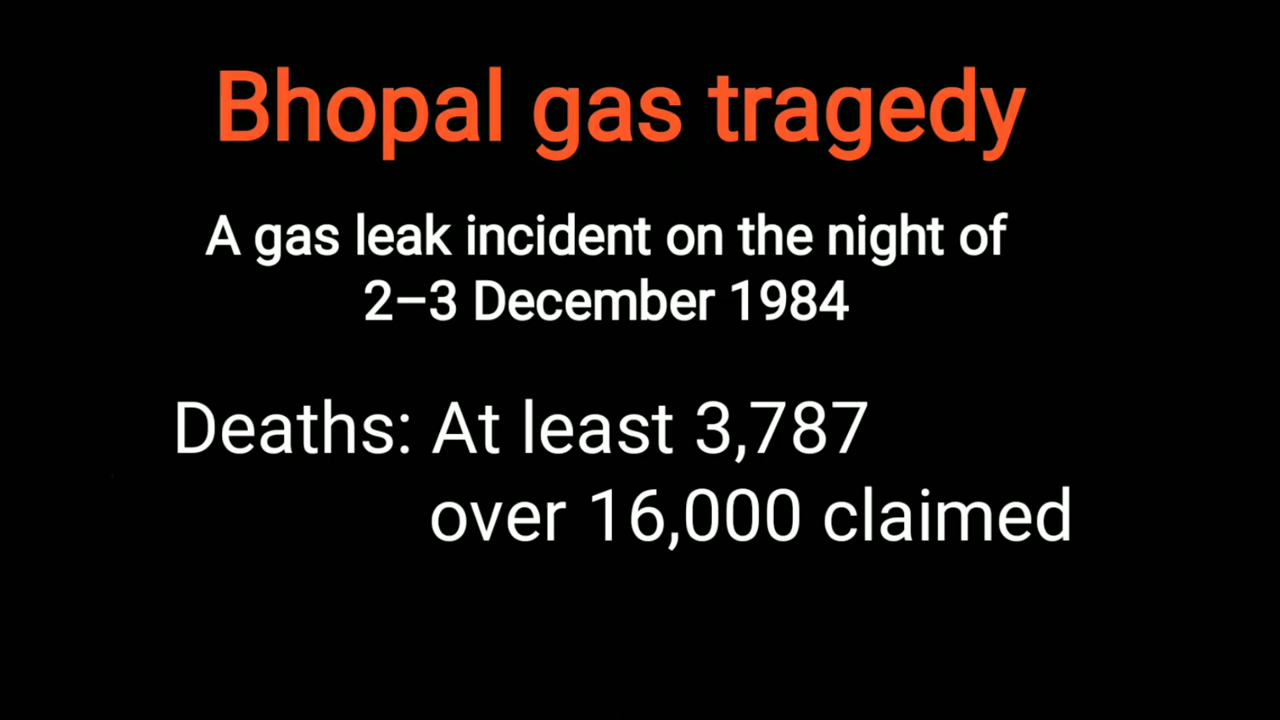 Bhopal gas tragedy
A gas leak incident on the night of
2–3 December 1984
Deaths: At least 3,787
over 16,000 claimed